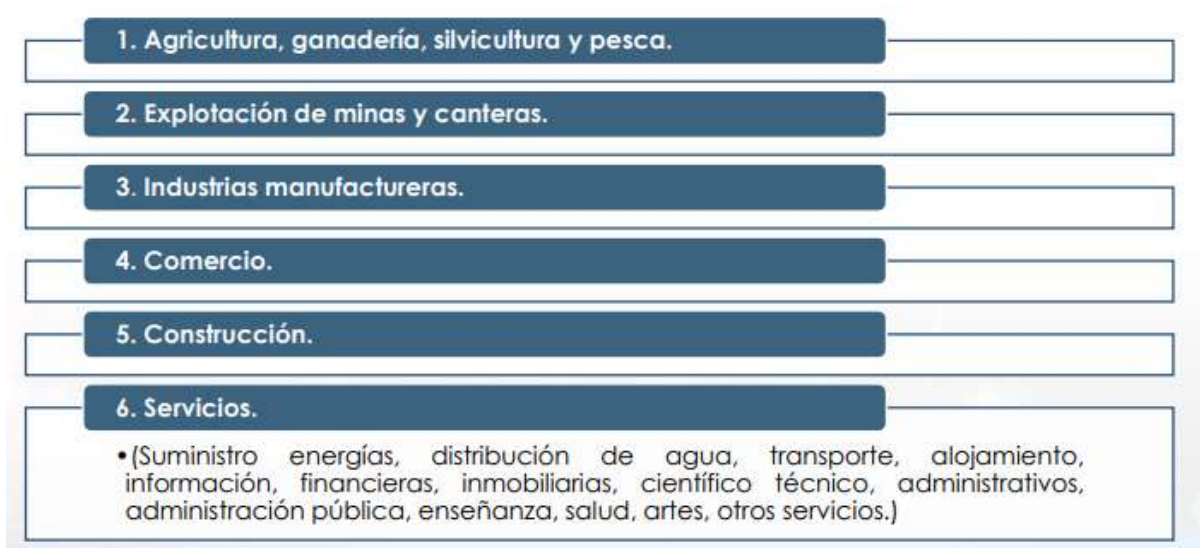 1. Agricultura, ganadería, silvicultura y pesca.
2. Explotación de minas y canteras.
3. Industrias manufactureras.
4. Comercio.
5. Construcción.
6. Servicios.
•(Suministro energías, distribución de agua, transporte, alojamiento,
información, financieras, inmobiliarias, científico técnico, administrativos,
administración pública, enseñanza, salud, artes, otros servicios.)